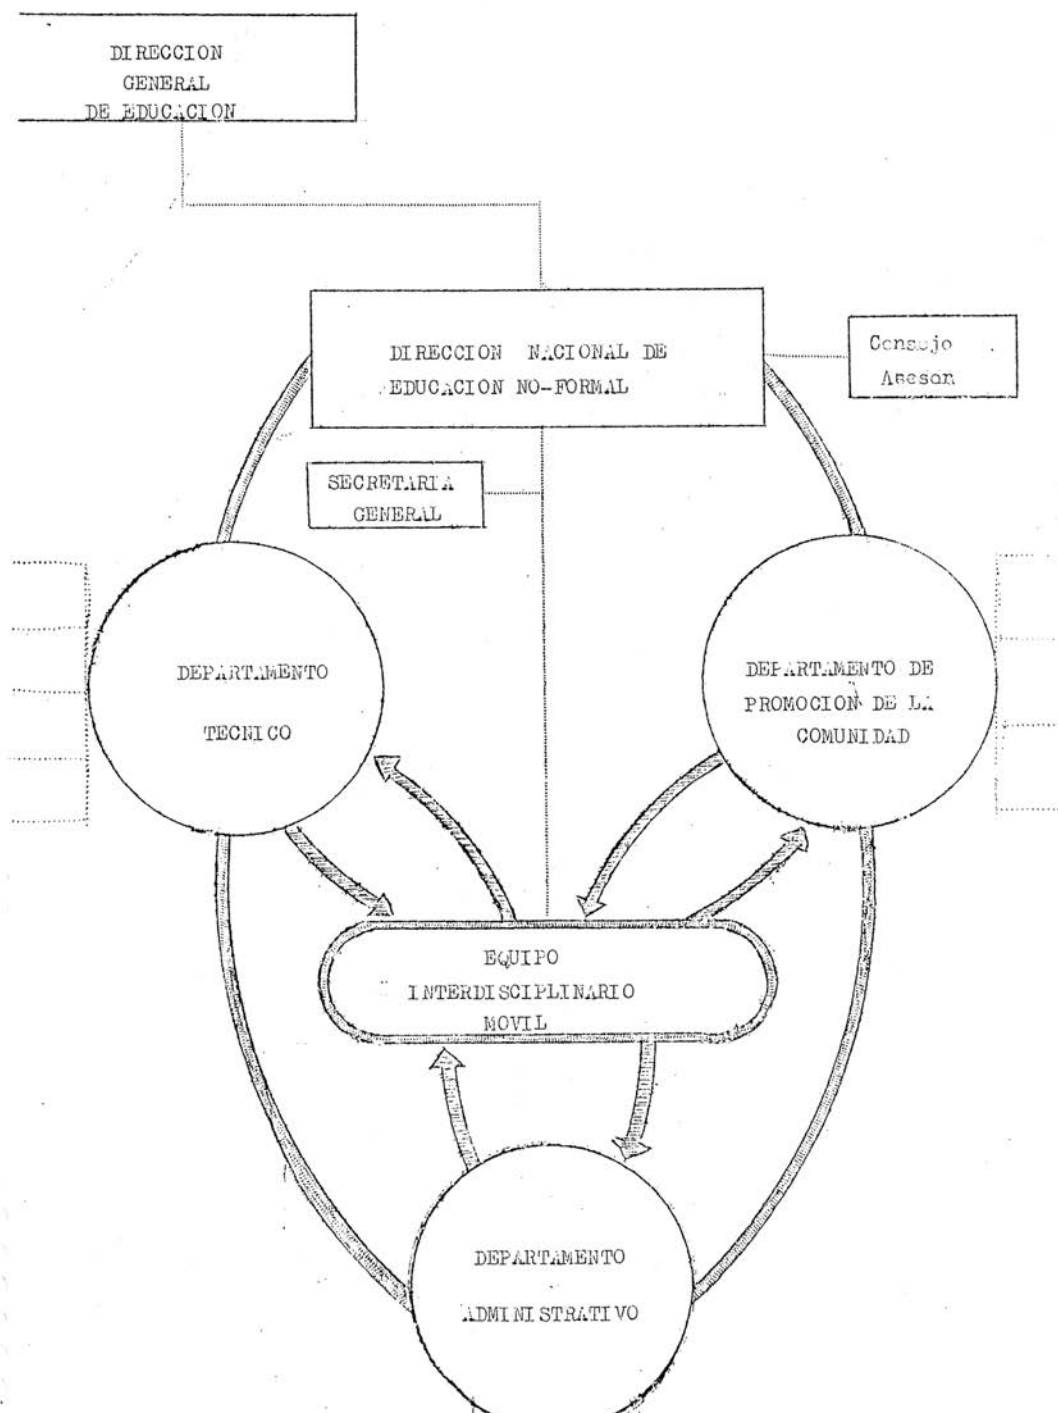 DIRECCION
GENERAL
DE EDUCACION
DIRECCION NACIONAL DE
EDUCACION NO-FORMAL
Consejo
Asesor
SECRETARIA
GENERAL
DEPARTAMENTO
TECNICO
DEPARTAMENTO DE
PROMOCION DE LA
COMUNIDAD
EQUIPO
INTERDISCIPLINARIO
MOVIL
DEPARTAMENTO
ADMINISTRATIVO